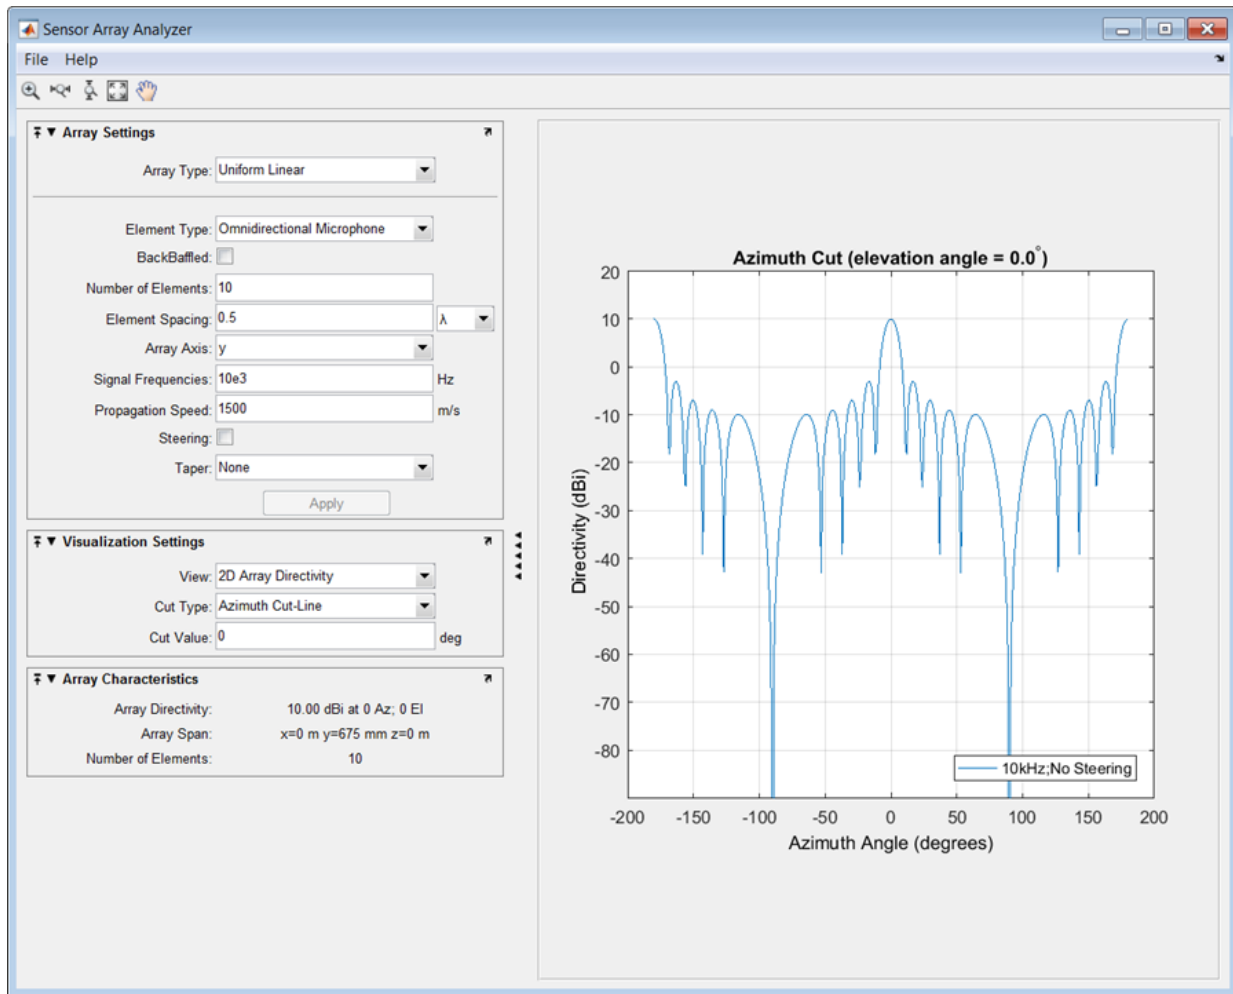 Sensor Array Analyzer
File Help
Array Settings
Array Type: Uniform Linear
Element Type: Omnidirectional Microphone
BackBaffled:
Number of Elements: 10
Element Spacing: 0.5 λ
Array Axis: y
Signal Frequencies: 10e3 Hz
Propagation Speed: 1500 m/s
Steering:
Taper: None
Apply
Visualization Settings
View: 2D Array Directivity
Cut Type: Azimuth Cut-Line
Cut Value: 0 deg
Array Characteristics
Array Directivity: 10.00 dBi at 0 Az; 0 El
Array Span: x=0 m y=675 mm z=0 m
Number of Elements: 10
Azimuth Cut (elevation angle = 0.0°)
Directivity (dBi)
20
10
0
-10
-20
-30
-40
-50
-60
-70
-80
10kHz;No Steering
-200 -150 -100 -50 0 50 100 150 200
Azimuth Angle (degrees)